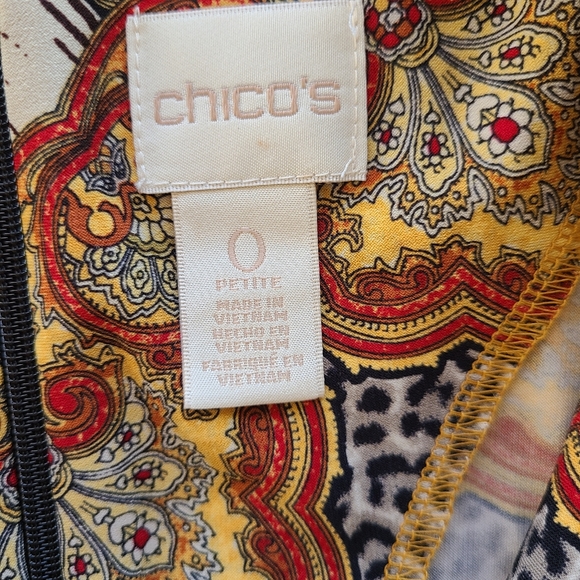 chico's
0
PETITE
MADE IN
VIETNAM
HECHO EN
VIETNAM
FABRIQUÉ EN
VIETNAM